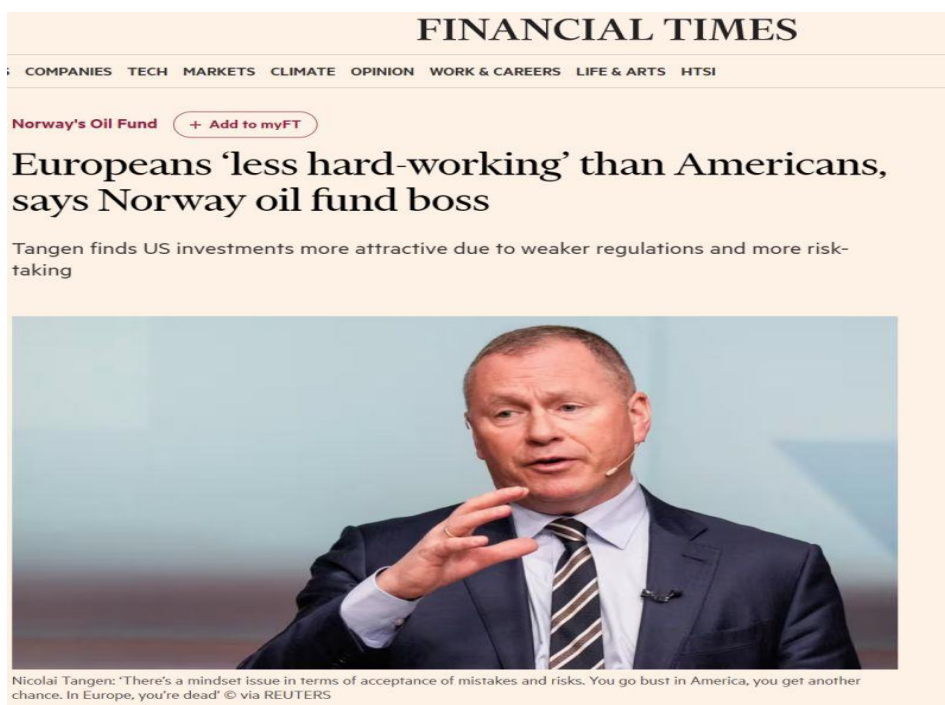 FINANCIAL TIMES
COMPANIES TECH MARKETS CLIMATE OPINION WORK & CAREERS LIFE & ARTS HTSI
Norway's Oil Fund + Add to myFT
Europeans ‘less hard-working’ than Americans,
says Norway oil fund boss
Tangen finds US investments more attractive due to weaker regulations and more risk-
taking
Nicolai Tangen: ‘There’s a mindset issue in terms of acceptance of mistakes and risks. You go bust in America, you get another
chance. In Europe, you’re dead’ © via REUTERS